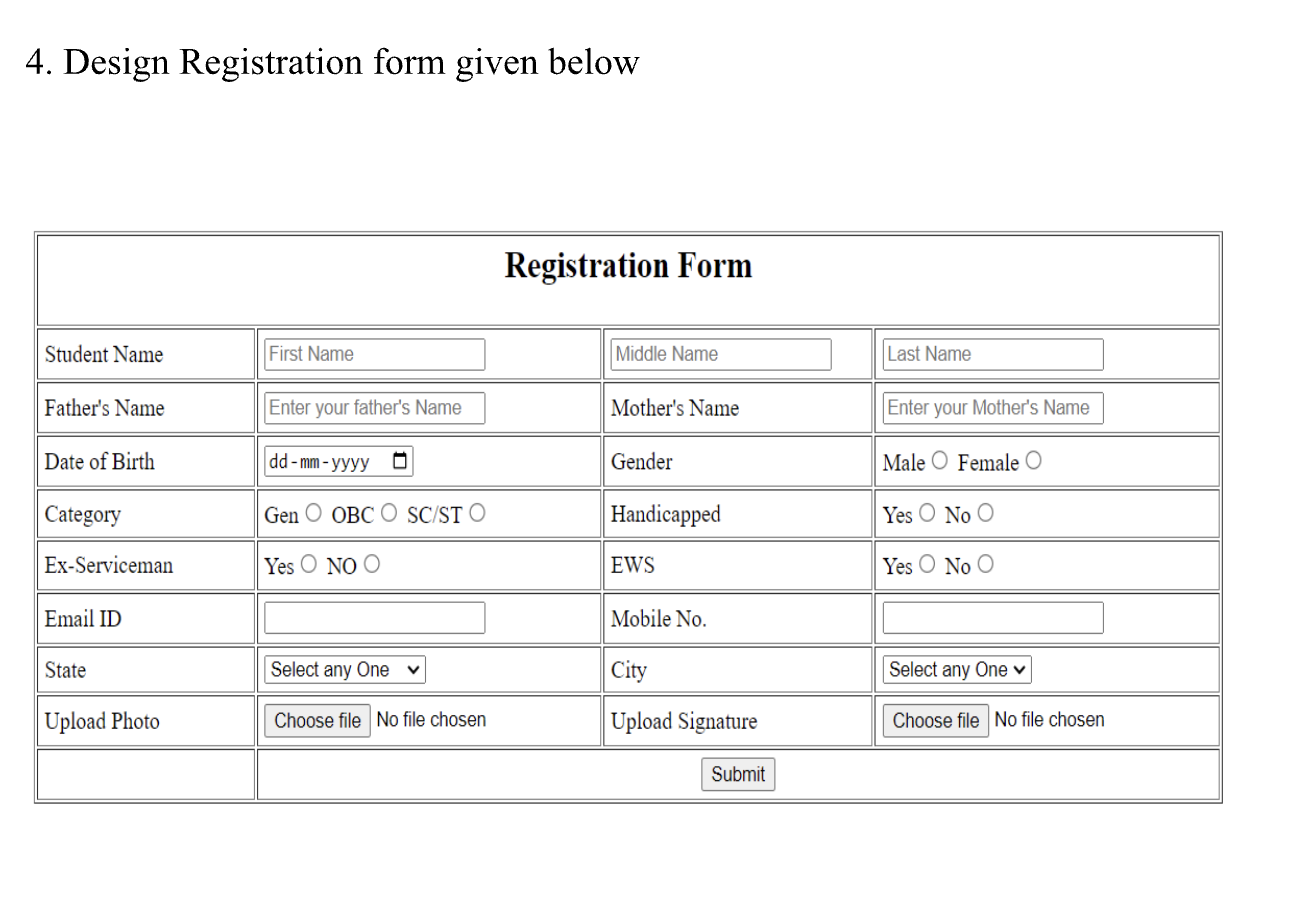 4. Design Registration form given below
Registration Form
Student Name First Name Middle Name Last Name
Father's Name Enter your father's Name Mother's Name Enter your Mother's Name
Date of Birth dd-mm-yyyy Gender Male Female
Category Gen OBC SC/ST Handicapped Yes No
Ex-Serviceman Yes NO EWS Yes No
Email ID Mobile No.
State Select any One City Select any One
Upload Photo Choose file No file chosen Upload Signature Choose file No file chosen
Submit